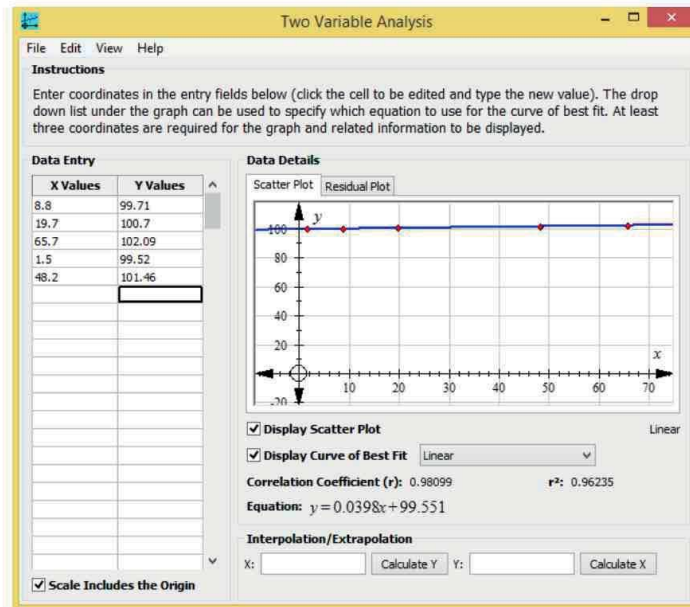 Two Variable Analysis
File Edit View Help
Instructions
Enter coordinates in the entry fields below (click the cell to be edited and type the new value). The drop
down list under the graph can be used to specify which equation to use for the curve of best fit. At least
three coordinates are required for the graph and related information to be displayed.
Data Entry
X Values Y Values
8.8 99.71
19.7 100.7
65.7 102.09
1.5 99.52
48.2 101.46
Scale Includes the Origin
Data Details
Scatter Plot Residual Plot
y
100
80
60
40
20
x
10 20 30 40 50 60 70
-20
Display Scatter Plot Linear
Display Curve of Best Fit Linear
Correlation Coefficient (r): 0.98099 r²: 0.96235
Equation: y=0.0398x+99.551
Interpolation/Extrapolation
X: Calculate Y Y: Calculate X